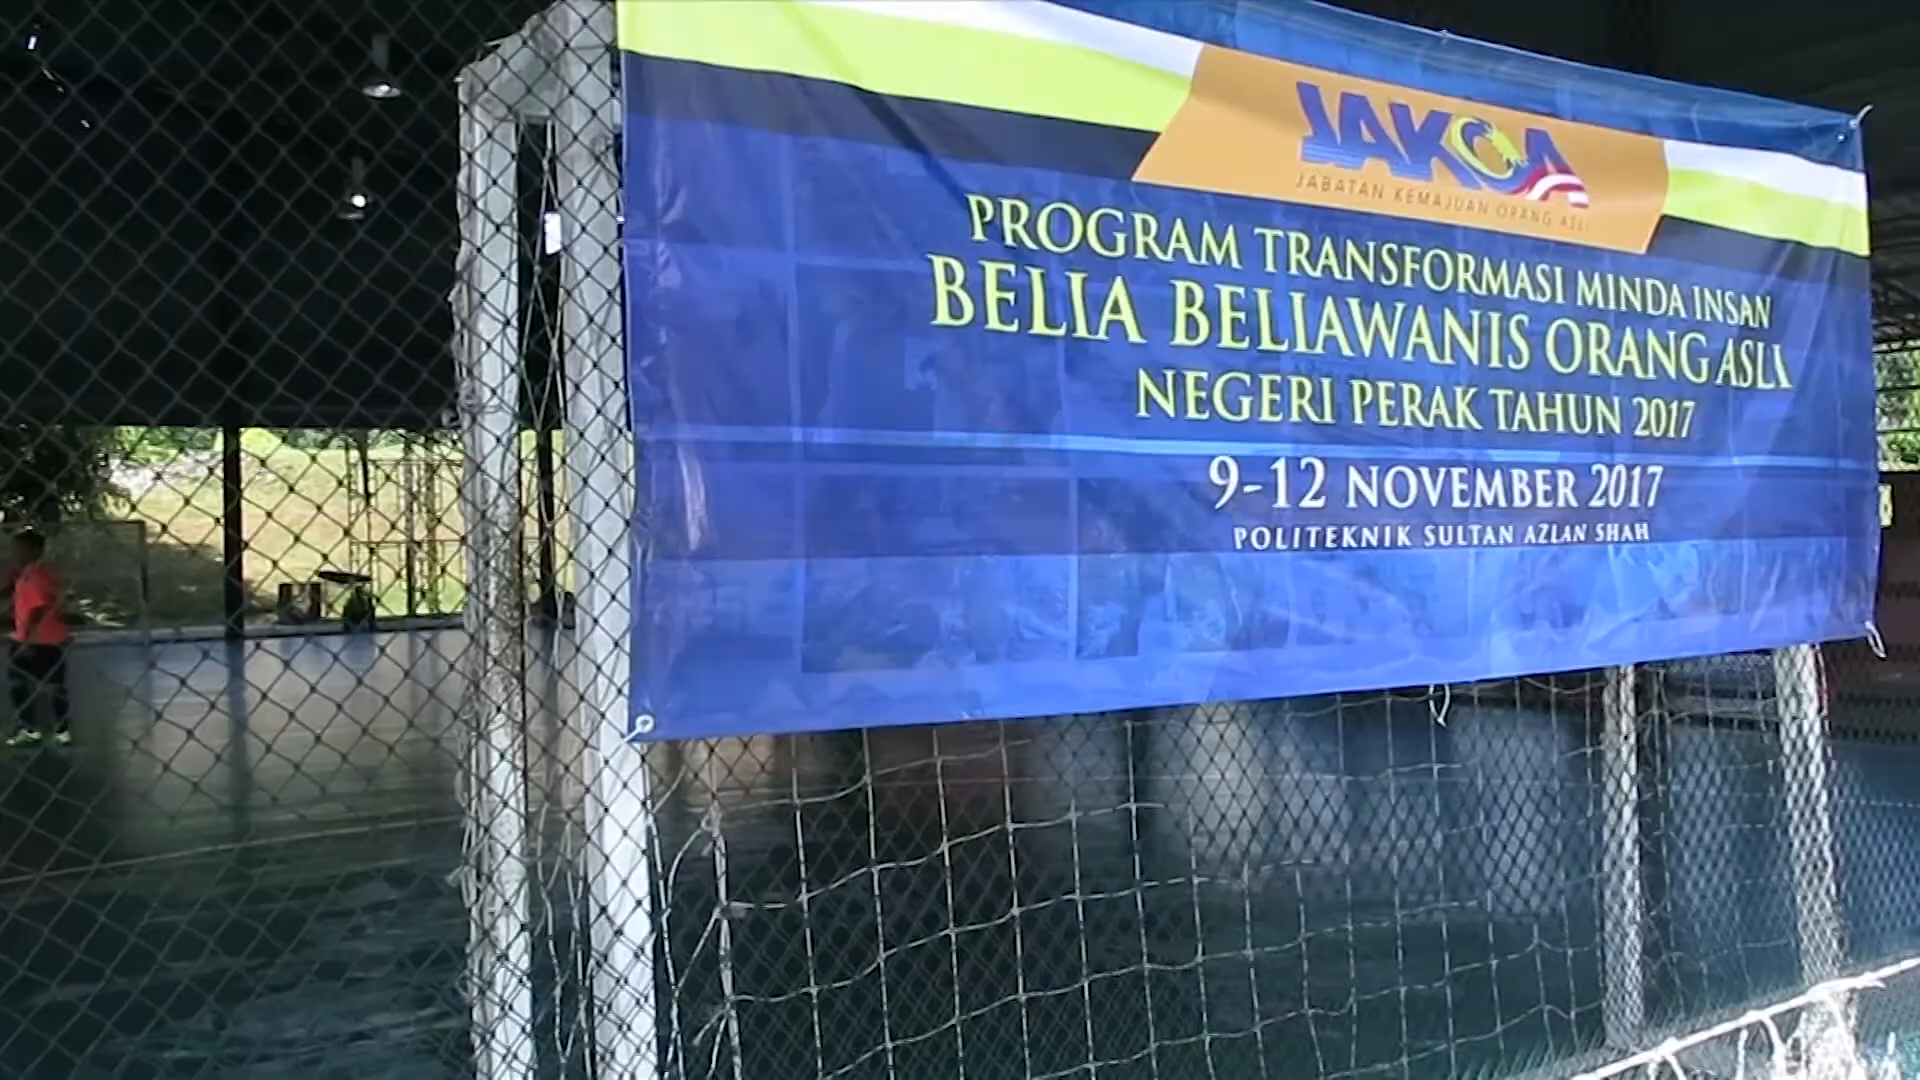 JAKOA
JABATAN KEMAJUAN ORANG ASLI
PROGRAM TRANSFORMASI MINDA INSAN
BELIA BELIAWANIS ORANG ASLI
NEGERI PERAK TAHUN 2017
9-12 NOVEMBER 2017
POLITEKNIK SULTAN AZLAN SHAH